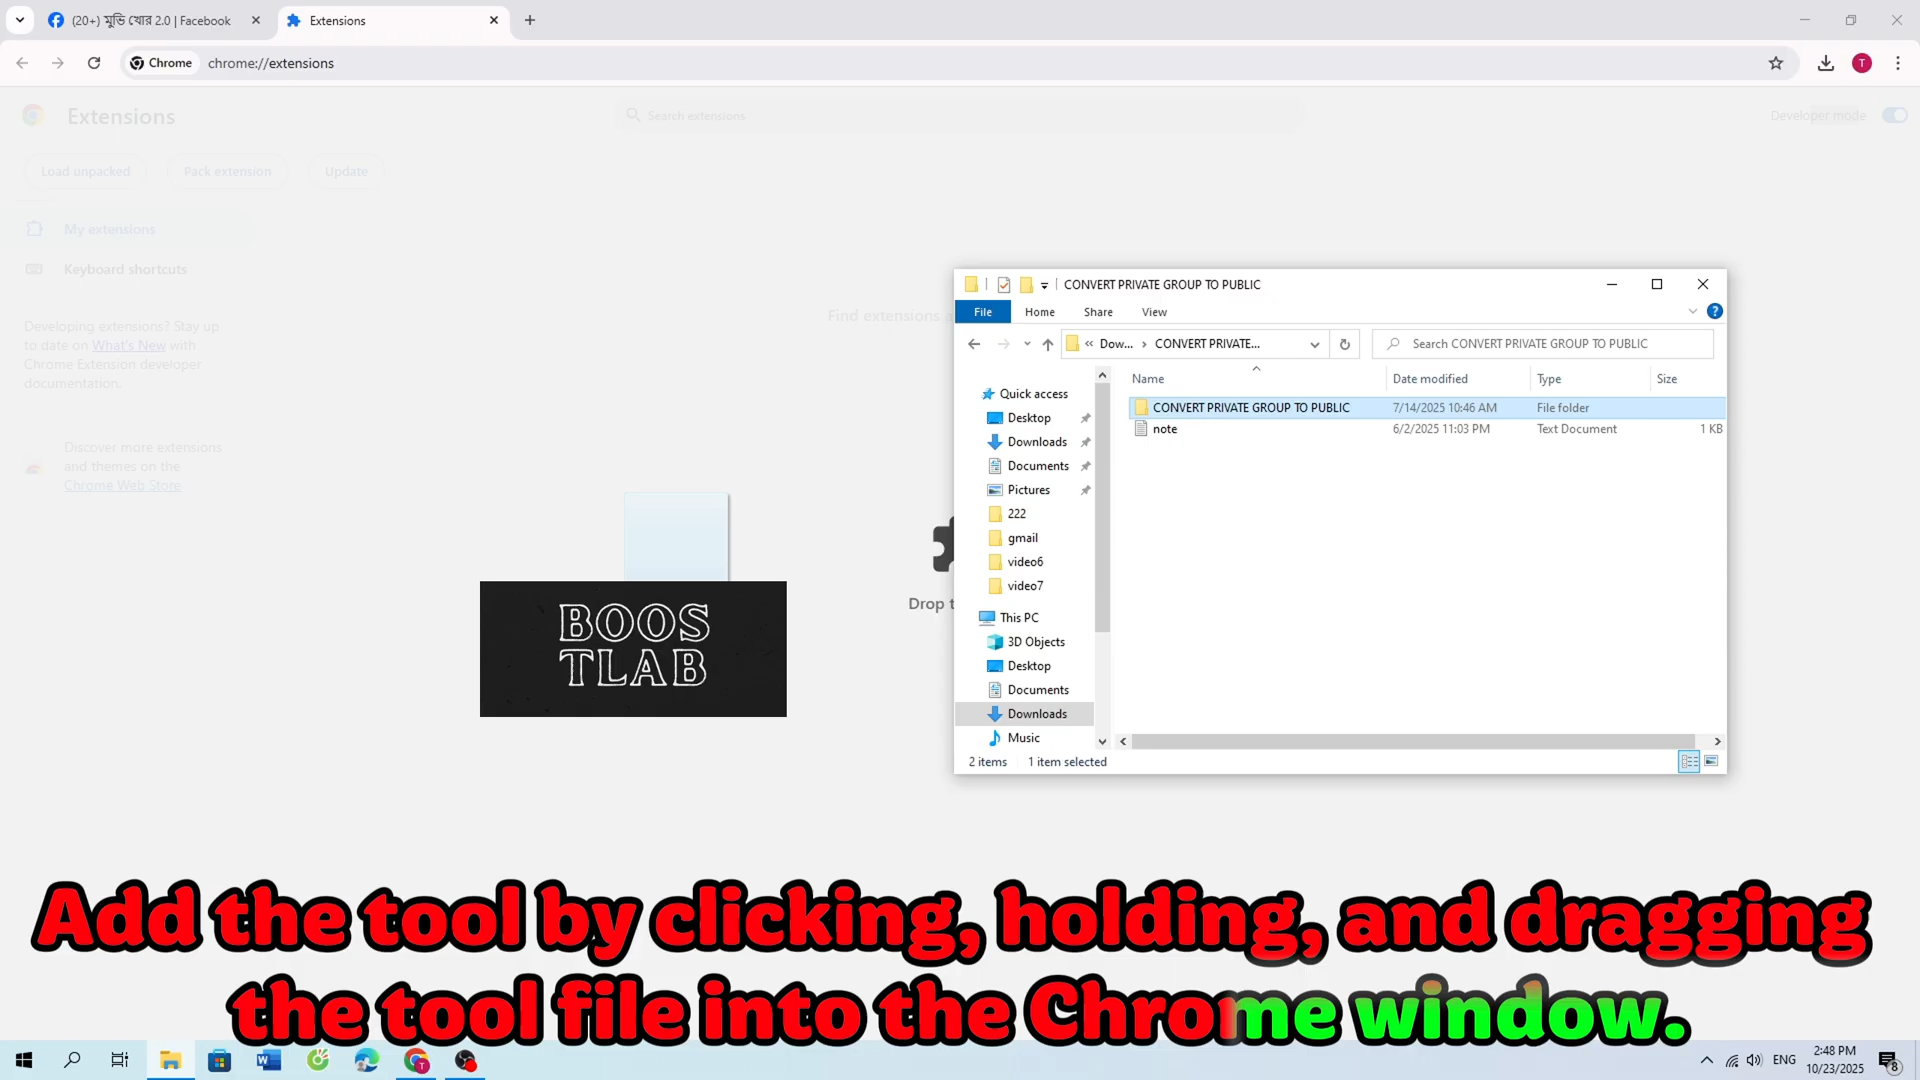 (20+) মুভি খোর 2.0 | Facebook
Extensions
Chrome
chrome://extensions
T
Extensions
Search extensions
Developer mode
Load unpacked
Pack extension
Update
My extensions
Keyboard shortcuts
Developing extensions? Stay up
to date on What's New with
Chrome Extension developer
documentation.
Discover more extensions
and themes on the
Chrome Web Store
Find extensions a
Drop t
BOOS
TLAB
CONVERT PRIVATE GROUP TO PUBLIC
File
Home
Share
View
« Dow... › CONVERT PRIVATE...
Search CONVERT PRIVATE GROUP TO PUBLIC
Name
Date modified
Type
Size
CONVERT PRIVATE GROUP TO PUBLIC
7/14/2025 10:46 AM
File folder
note
6/2/2025 11:03 PM
Text Document
1 KB
Quick access
Desktop
Downloads
Documents
Pictures
222
gmail
video6
video7
This PC
3D Objects
Desktop
Documents
Downloads
Music
2 items
1 item selected
Add the tool by clicking, holding, and dragging
the tool file into the Chrome window.
ENG
2:48 PM
10/23/2025
8